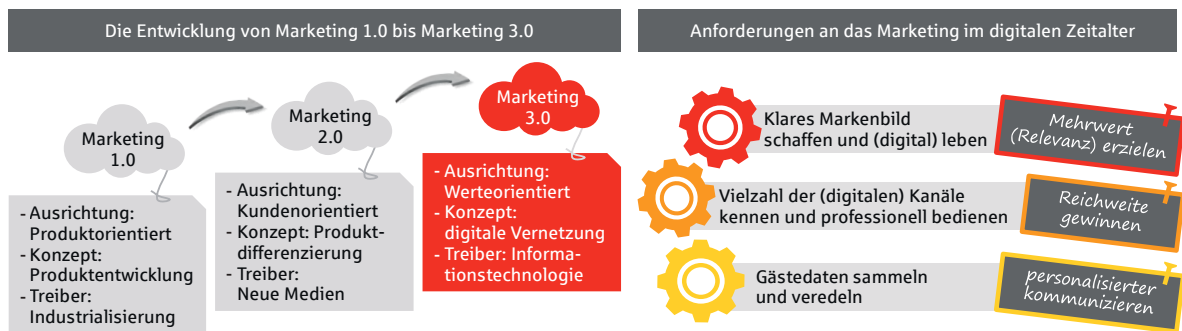 Die Entwicklung von Marketing 1.0 bis Marketing 3.0
Marketing
1.0
- Ausrichtung:
Produktorientiert
- Konzept:
Produktentwicklung
- Treiber:
Industrialisierung
Marketing
2.0
- Ausrichtung:
Kundenorientiert
- Konzept: Produkt-
differenzierung
- Treiber:
Neue Medien
Marketing
3.0
- Ausrichtung:
Werteorientiert
- Konzept:
digitale Vernetzung
- Treiber: Informa-
tionstechnologie
Anforderungen an das Marketing im digitalen Zeitalter
Klares Markenbild
schaffen und (digital) leben
Mehrwert
(Relevanz) erzielen
Vielzahl der (digitalen) Kanäle
kennen und professionell bedienen
Reichweite
gewinnen
Gästedaten sammeln
und veredeln
personalisierter
kommunizieren